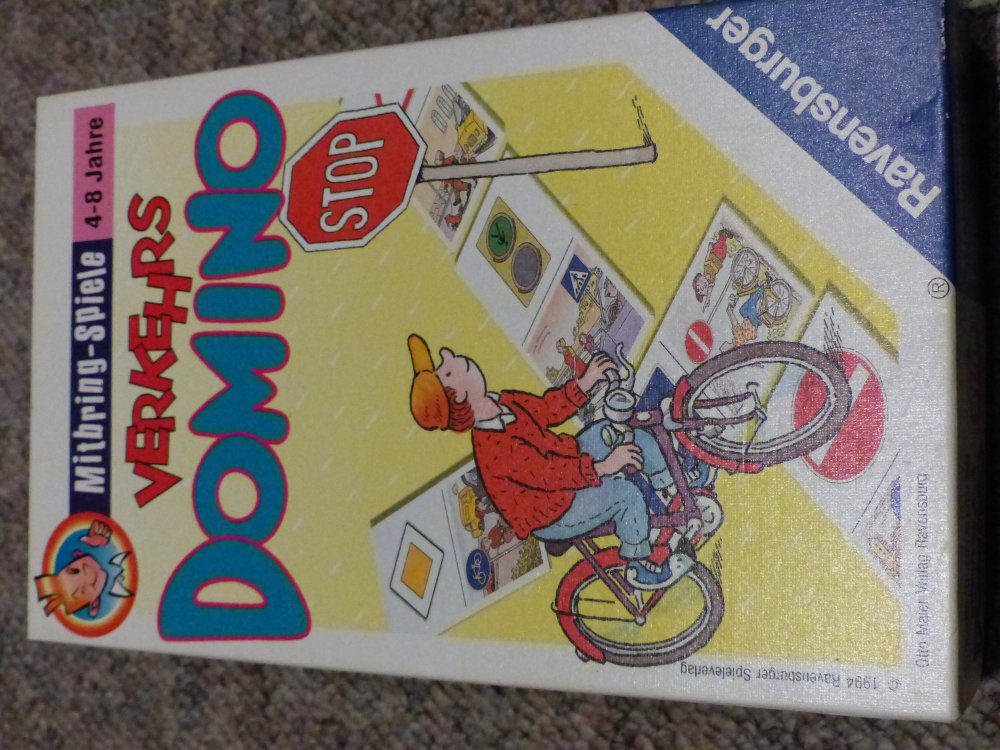 Mitbring-Spiele 4-8 Jahre
VERKEHRS
DOMINO
STOP
© 1994 Ravensburger Spieleverlag
Otto Maier Verlag Ravensburg
Ravensburger
®